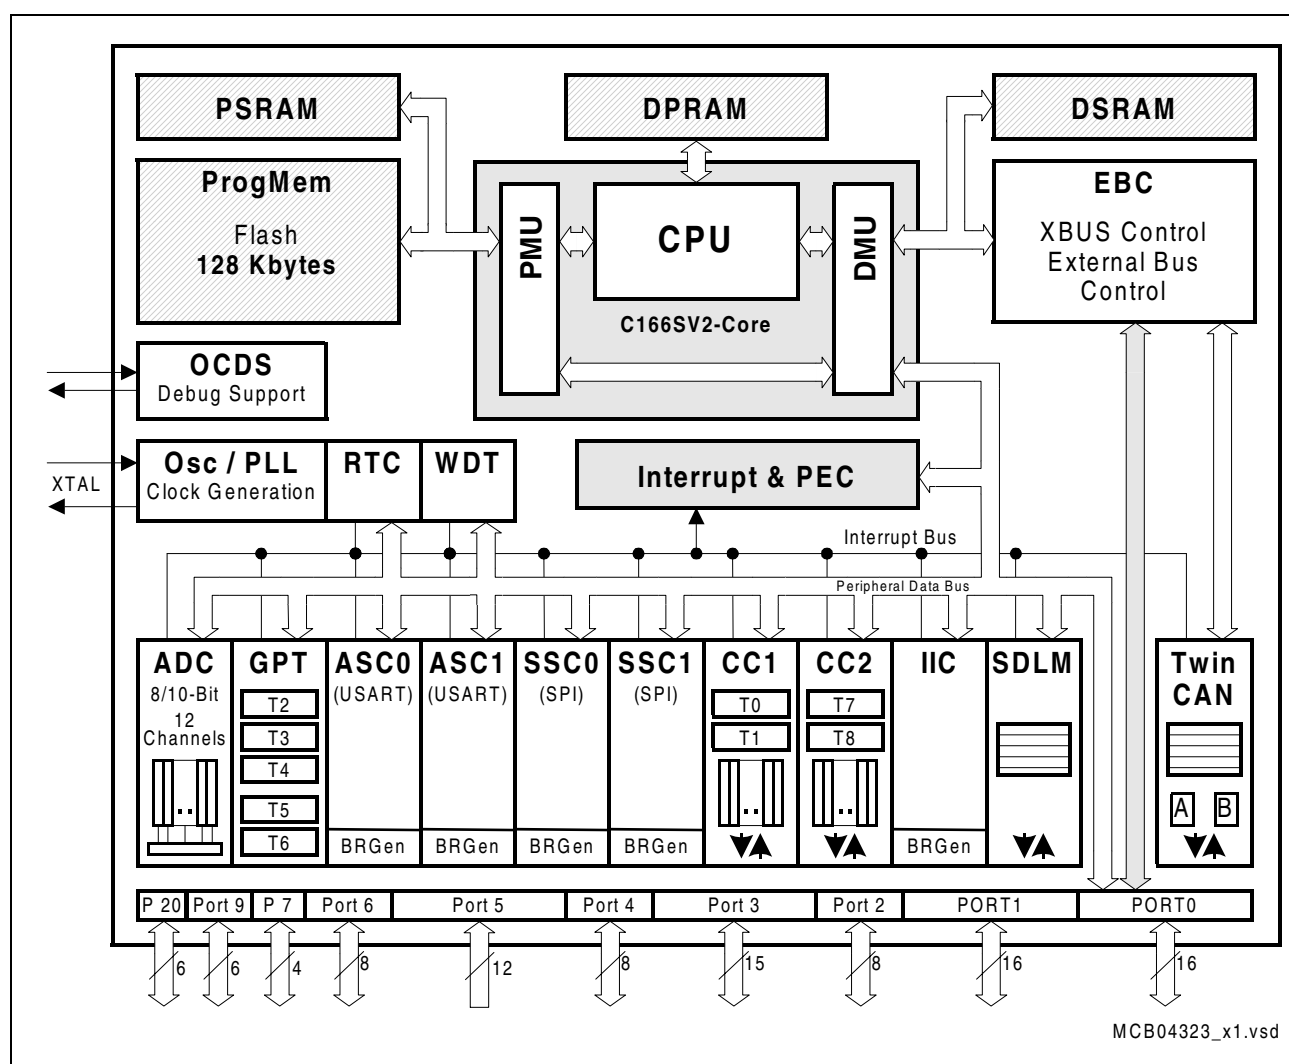 PSRAM
DPRAM
DSRAM
ProgMem
Flash
128 Kbytes
PMU
CPU
DMU
C166SV2-Core
EBC
XBUS Control
External Bus
Control
OCDS
Debug Support
Osc / PLL
Clock Generation
RTC
WDT
XTAL
Interrupt & PEC
Interrupt Bus
Peripheral Data Bus
ADC
8/10-Bit
12
Channels
GPT
T2
T3
T4
T5
T6
ASC0
(USART)
BRGen
ASC1
(USART)
BRGen
SSC0
(SPI)
BRGen
SSC1
(SPI)
BRGen
CC1
T0
T1
CC2
T7
T8
IIC
BRGen
SDLM
Twin
CAN
A B
P 20 Port 9 P 7 Port 6 Port 5 Port 4 Port 3 Port 2 PORT1 PORT0
6 6 4 8 12 8 15 8 16 16
MCB04323_x1.vsd